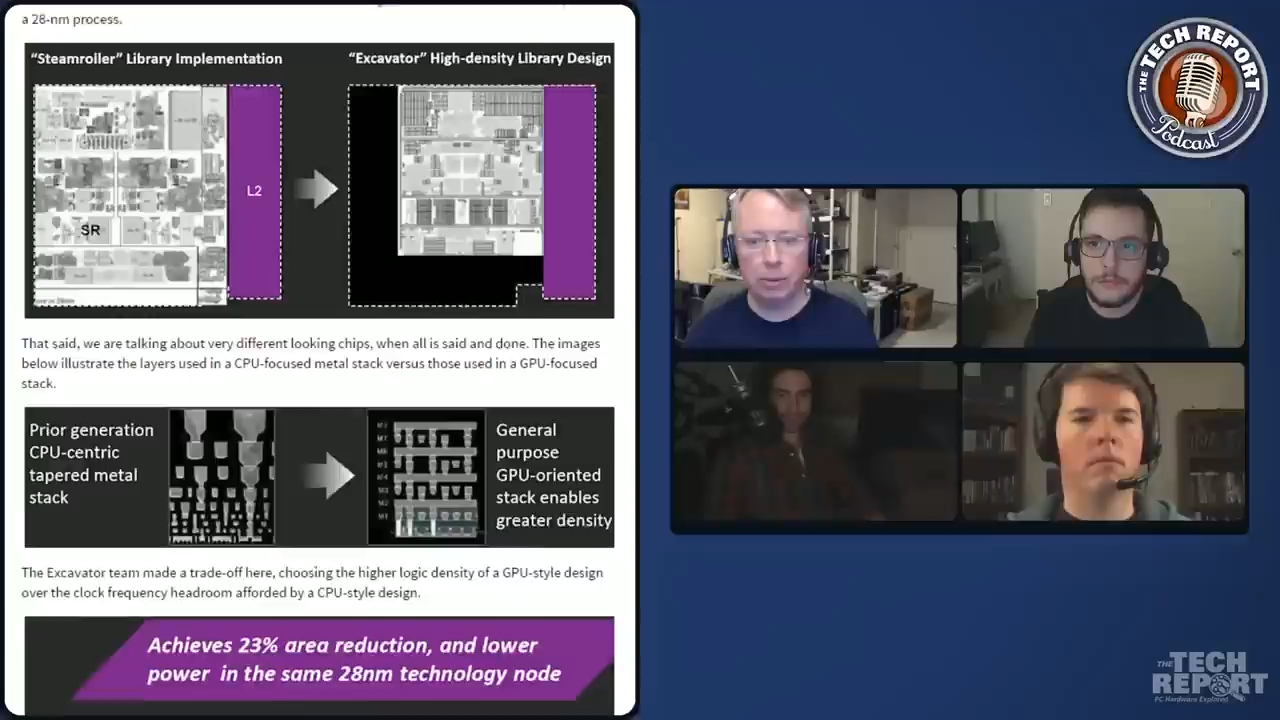 a 28-nm process.
“Steamroller” Library Implementation
“Excavator” High-density Library Design
L2
SR
That said, we are talking about very different looking chips, when all is said and done. The images
below illustrate the layers used in a CPU-focused metal stack versus those used in a GPU-focused
stack.
Prior generation
CPU-centric
tapered metal
stack
General
purpose
GPU-oriented
stack enables
greater density
The Excavator team made a trade-off here, choosing the higher logic density of a GPU-style design
over the clock frequency headroom afforded by a CPU-style design.
Achieves 23% area reduction, and lower
power in the same 28nm technology node
THE TECH REPORT
Podcast
THE TECH
REPORT
PC Hardware Explored